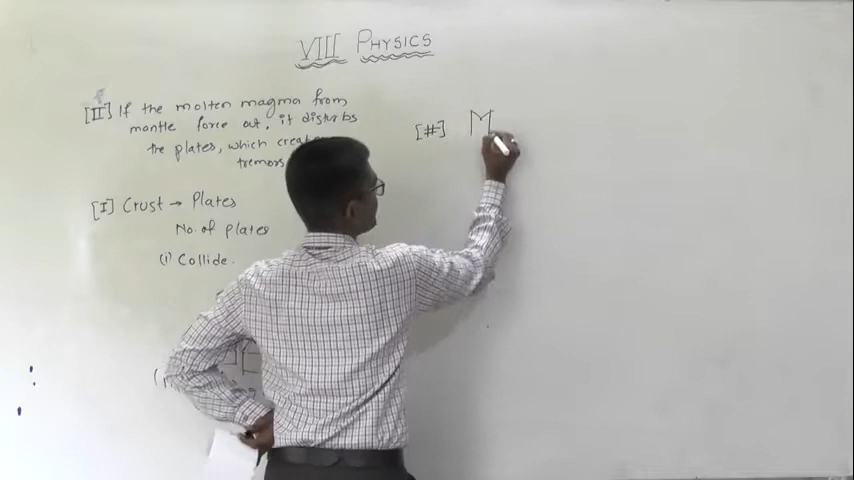 VIII PHYSICS
[II] If the molten magma from
mantle force out, it disturbs
the plates, which creat
tremors
[I] Crust → Plates
No. of plates
(i) Collide.
[#] M